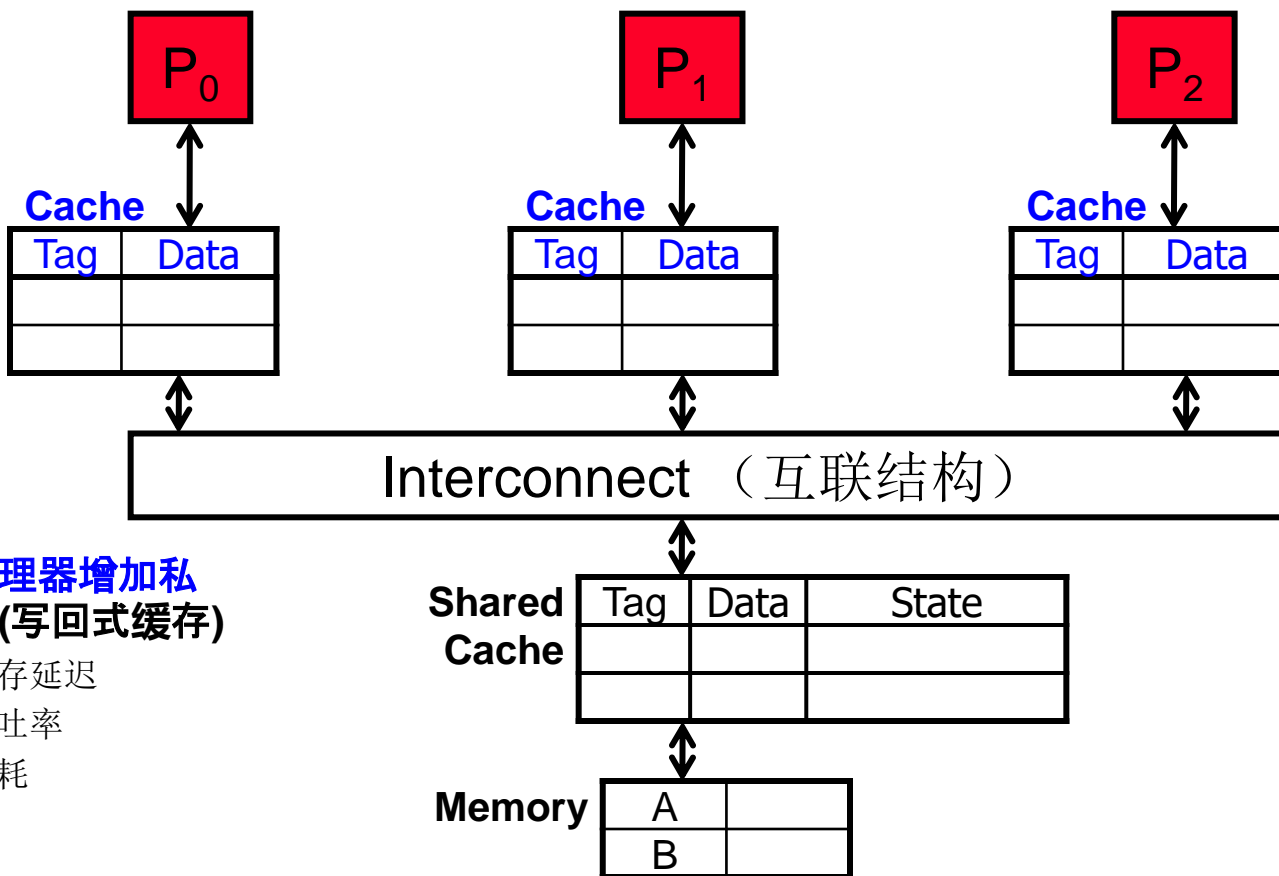 P0 P1 P2
Cache Cache Cache
Tag Data Tag Data Tag Data
Interconnect （互联结构）
理器增加私
(写回式缓存)
存延迟
吐率
耗
Shared Cache
Tag Data State
Memory
A
B